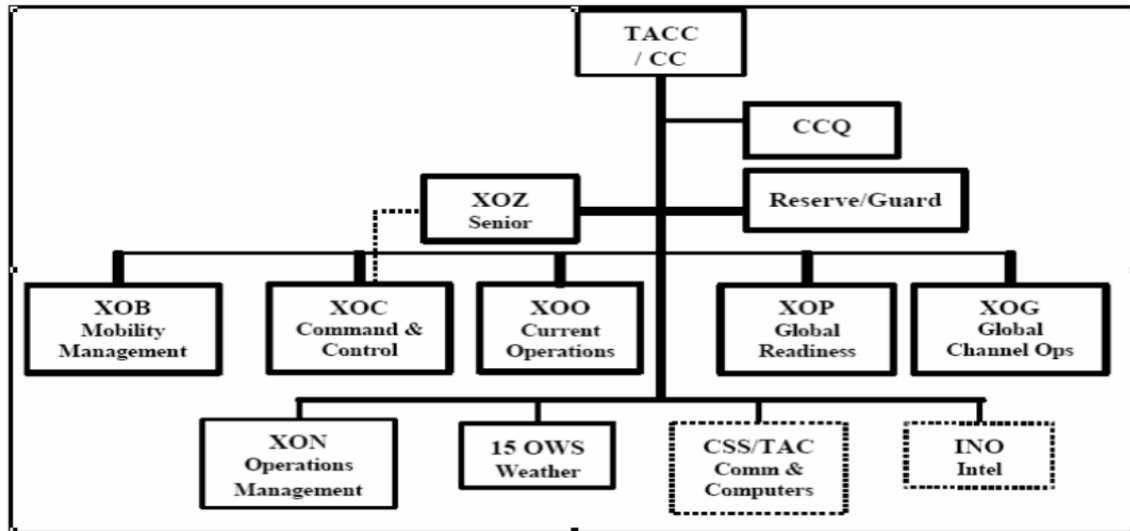 TACC
/ CC
CCQ
XOZ
Senior
Reserve/Guard
XOB
Mobility
Management
XOC
Command &
Control
XOO
Current
Operations
XOP
Global
Readiness
XOG
Global
Channel Ops
XON
Operations
Management
15 OWS
Weather
CSS/TAC
Comm &
Computers
INO
Intel